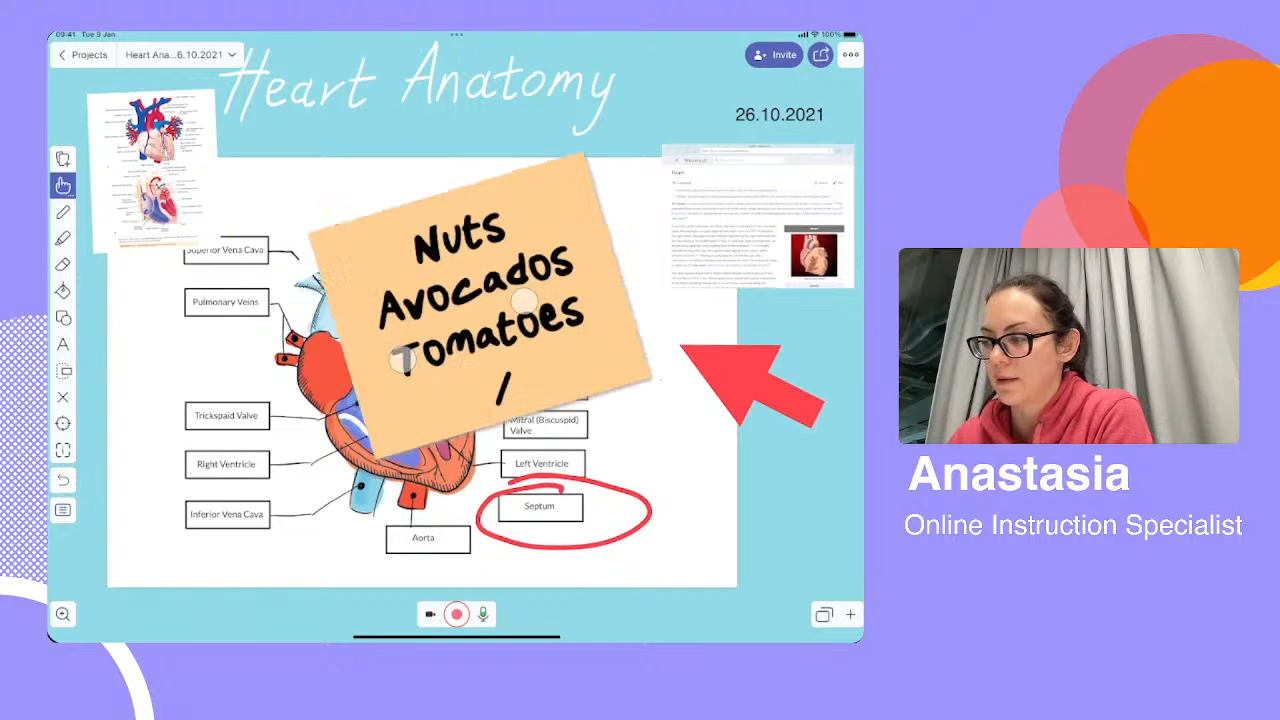 09:41 Tue 9 Jan
100%
Projects
Heart Ana...6.10.2021
Invite
Heart Anatomy
26.10.2021
Heart
Superior Vena Cava
Pulmonary Veins
Nuts
Avocados
Tomatoes
Trickspaid Valve
Mitral (Biscuspid)
Valve
Right Ventricle
Left Ventricle
Septum
Inferior Vena Cava
Aorta
Anastasia
Online Instruction Specialist